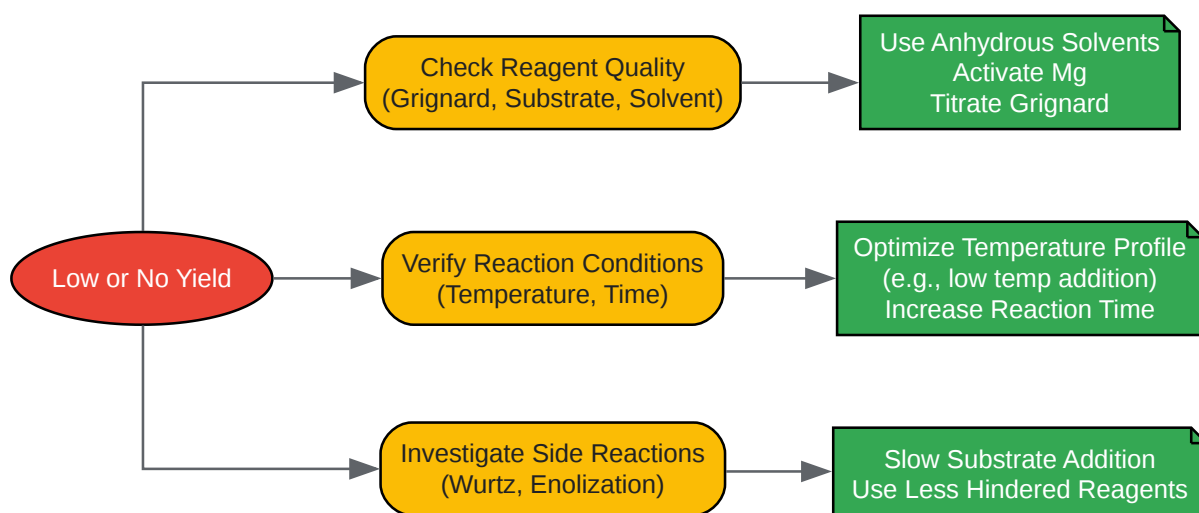 Low or No Yield
Check Reagent Quality
(Grignard, Substrate, Solvent)
Use Anhydrous Solvents
Activate Mg
Titrate Grignard
Verify Reaction Conditions
(Temperature, Time)
Optimize Temperature Profile
(e.g., low temp addition)
Increase Reaction Time
Investigate Side Reactions
(Wurtz, Enolization)
Slow Substrate Addition
Use Less Hindered Reagents